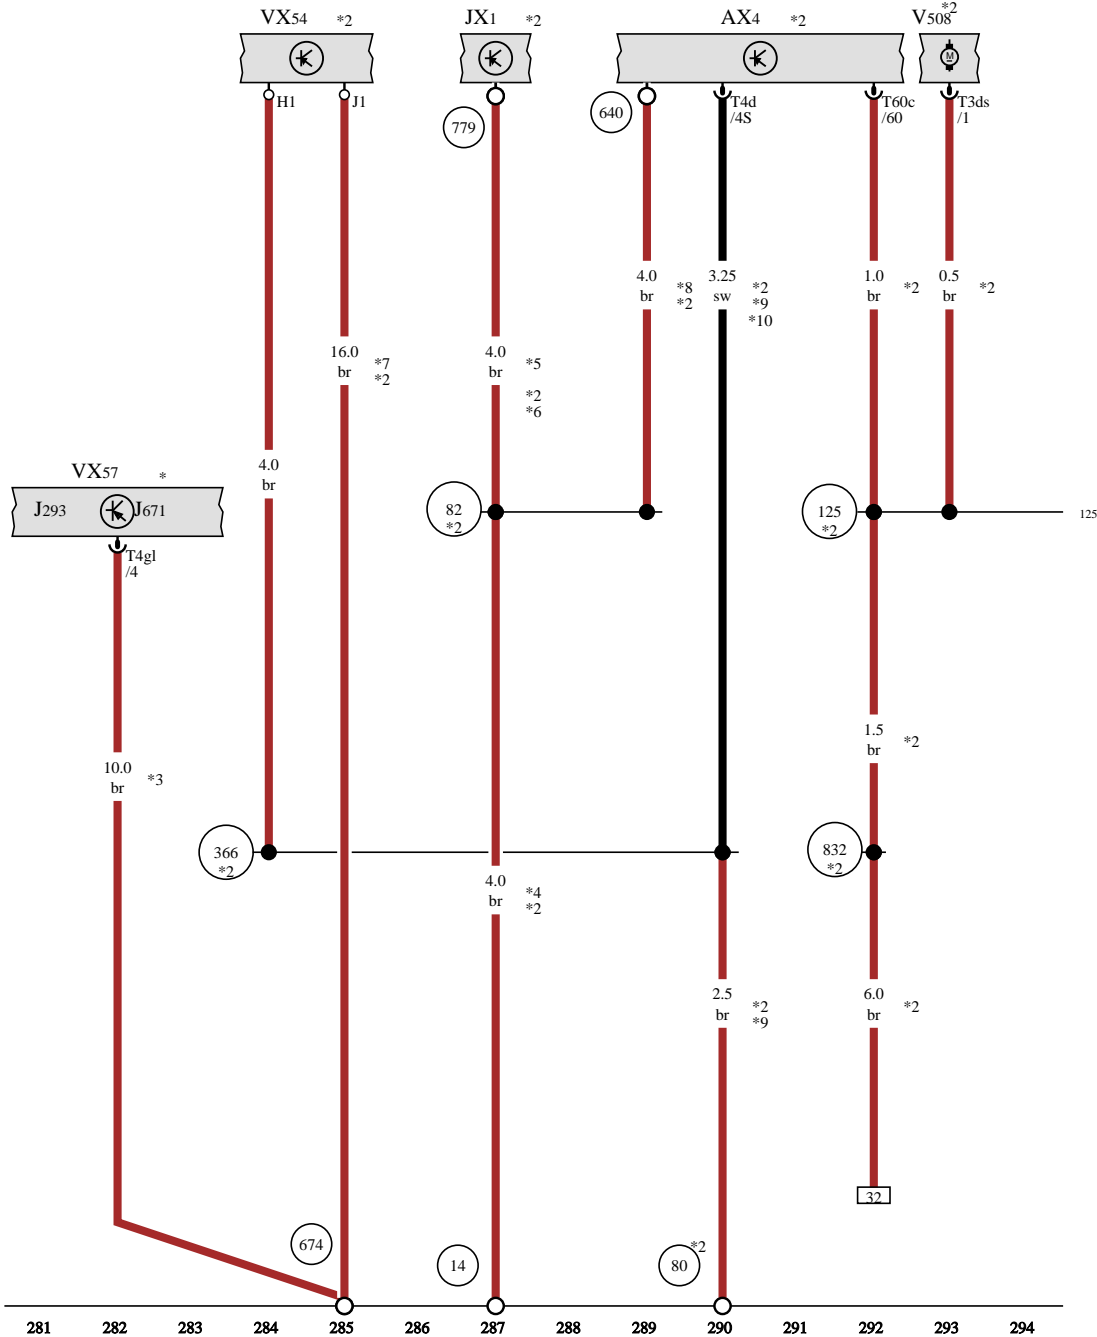 VX54 *2
JX1 *2
AX4 *2
V508 *2
M
H1
J1
779
640
T4d
/4S
T60c
/60
T3ds
/1
4.0
br
*8
*2
3.25
sw
*2
*9
*10
1.0
br
*2
0.5
br
*2
16.0
br
*7
*2
4.0
br
*5
*2
*6
4.0
br
VX57 *
J293 J671
T4gl
/4
82
*2
125
*2
125
10.0
br
*3
1.5
br
*2
366
*2
832
*2
4.0
br
*4
*2
2.5
br
*2
*9
6.0
br
*2
32
674
14
80
*2
281 282 283 284 285 286 287 288 289 290 291 292 293 294